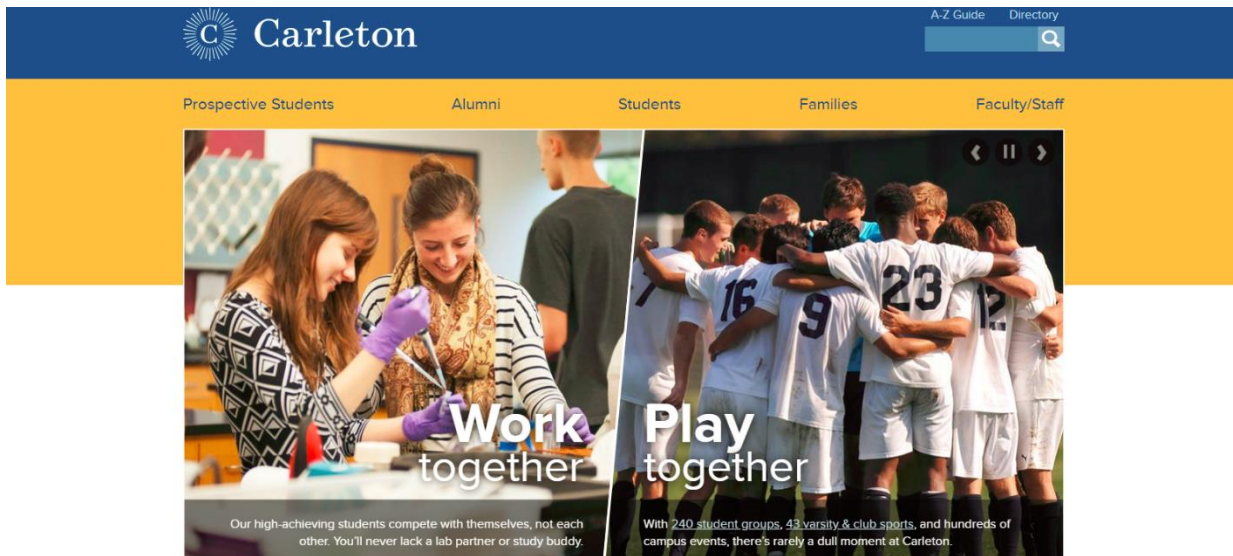 A-Z Guide Directory
C Carleton
Prospective Students Alumni Students Families Faculty/Staff
Work
together
Our high-achieving students compete with themselves, not each
other. You'll never lack a lab partner or study buddy.
7 16 9 23 12
Play
together
With 240 student groups, 43 varsity & club sports, and hundreds of
campus events, there's rarely a dull moment at Carleton.